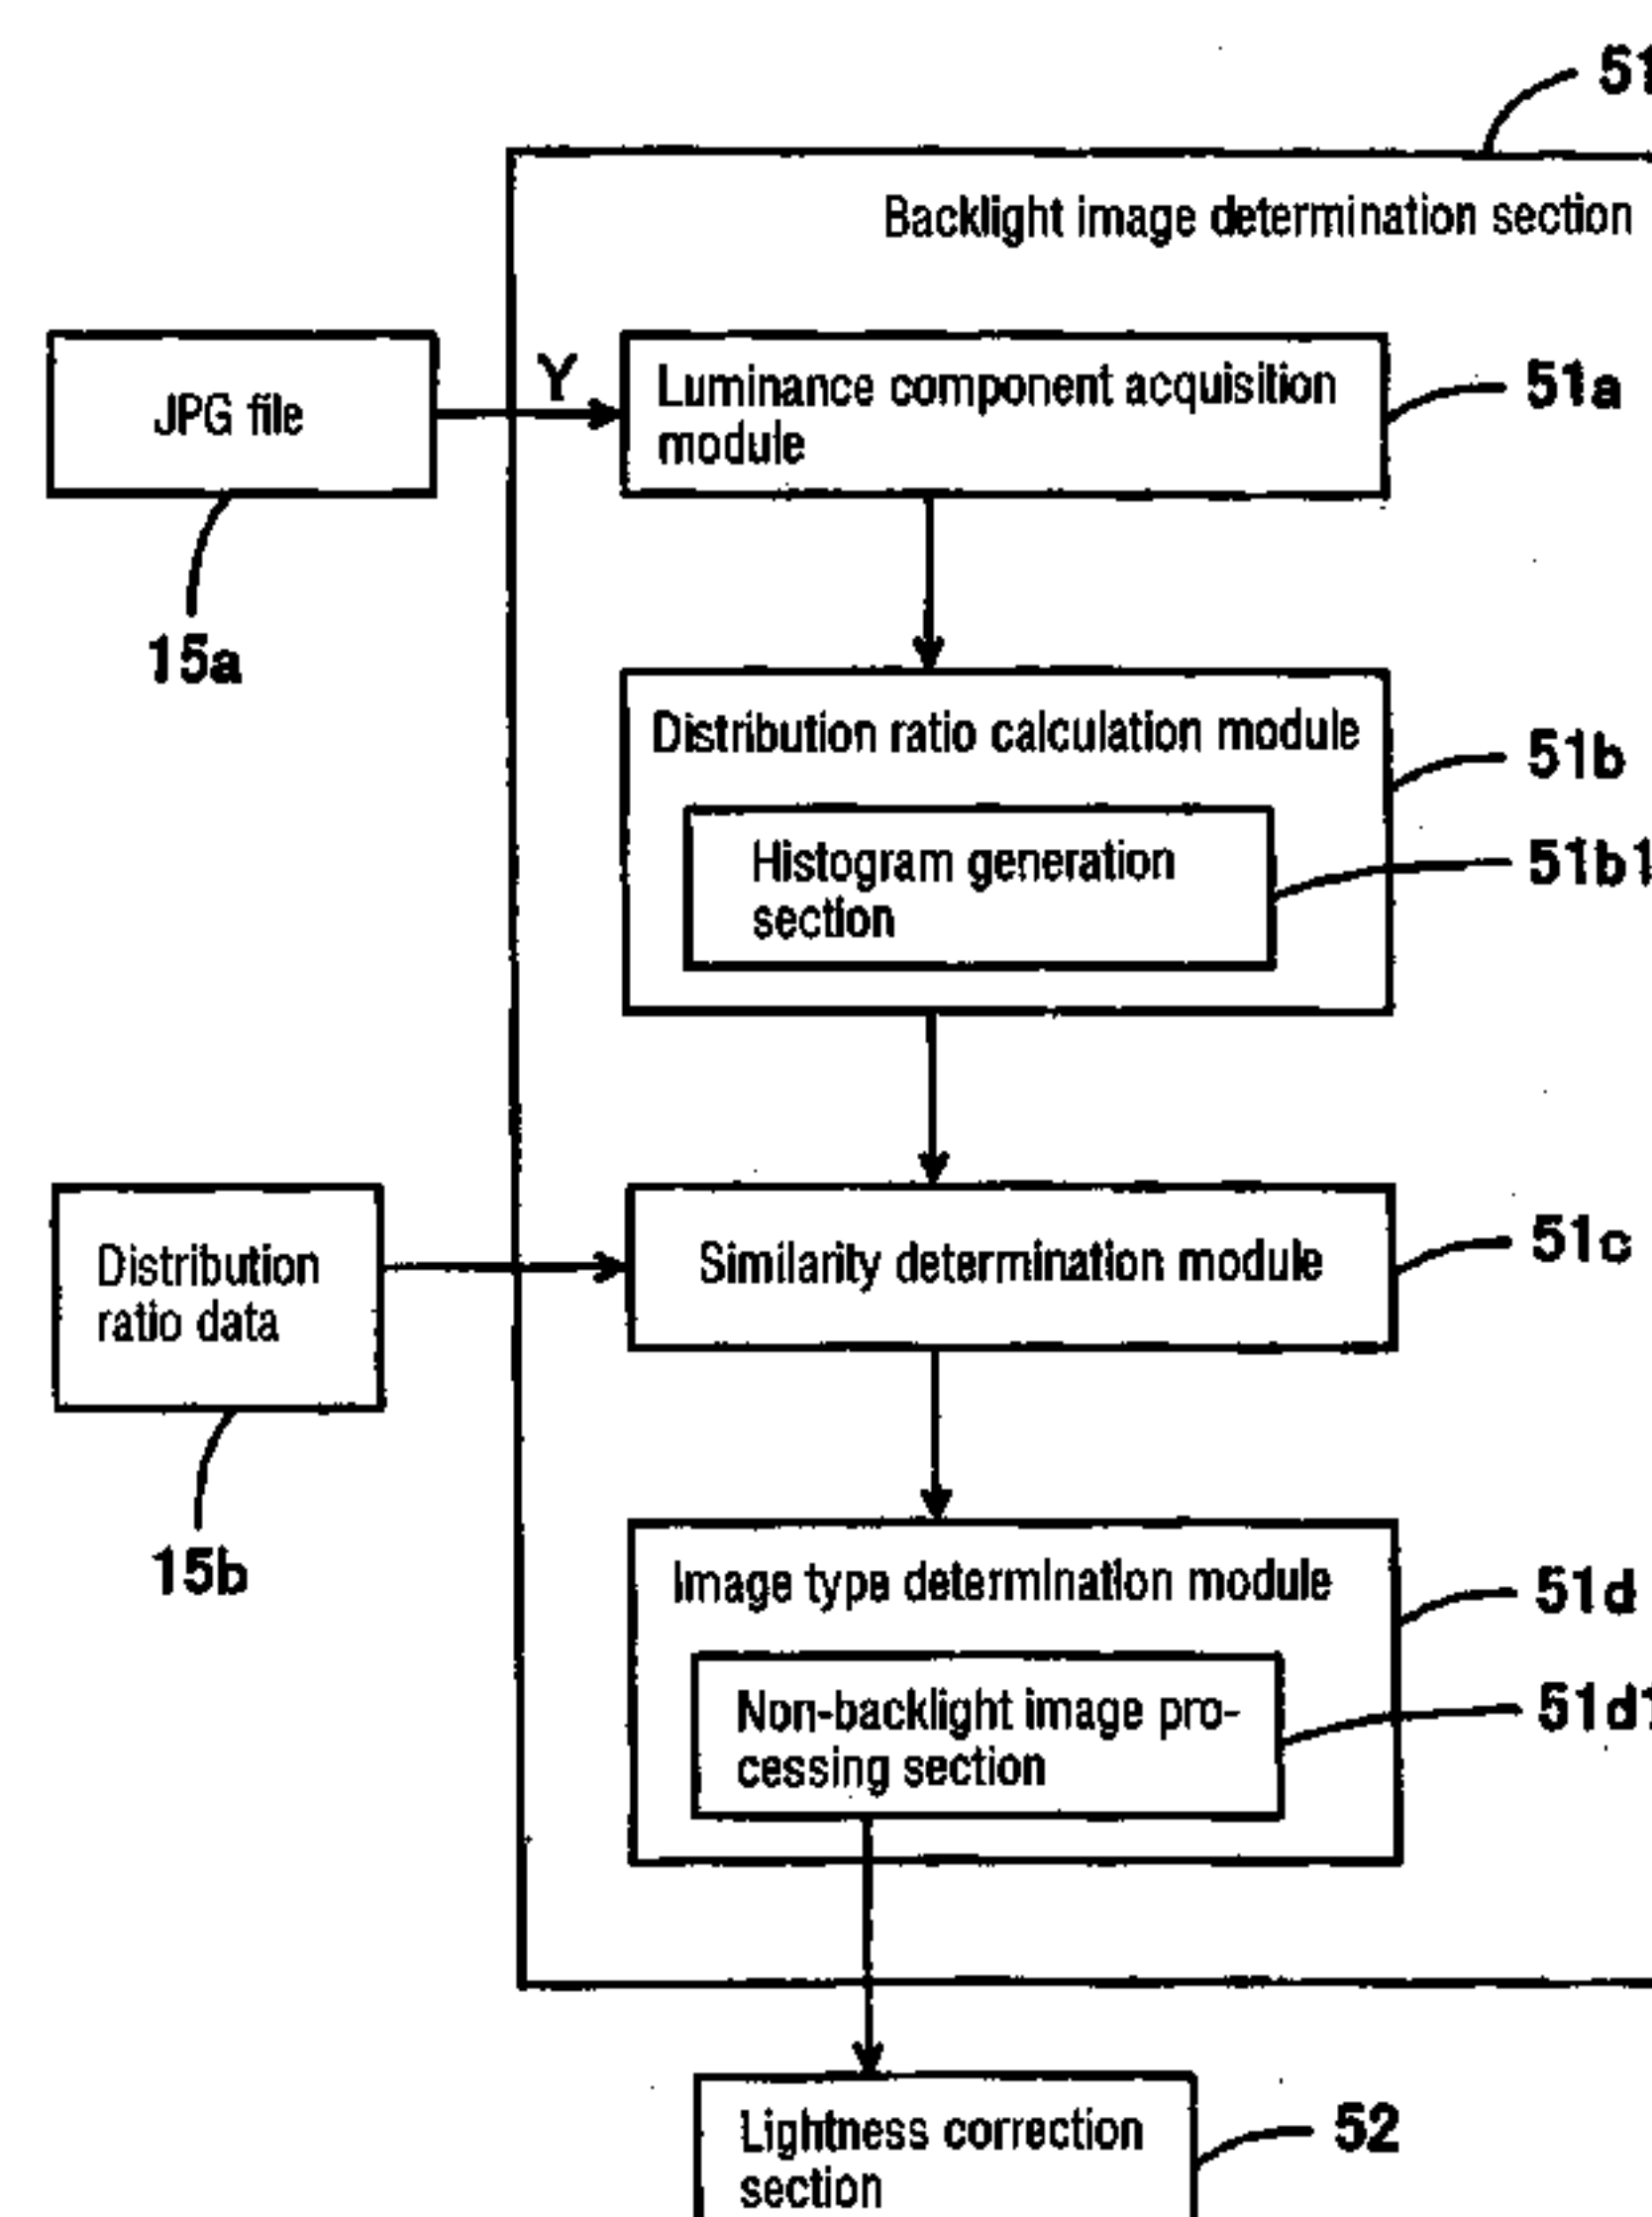 51
Backlight image determination section
JPG file
Y
Luminance component acquisition
module
51a
15a
Distribution ratio calculation module
51b
Histogram generation
section
51b1
Distribution
ratio data
Similarity determination module
51c
15b
Image type determination module
51d
Non-backlight image pro-
cessing section
51d1
Lightness correction
section
52